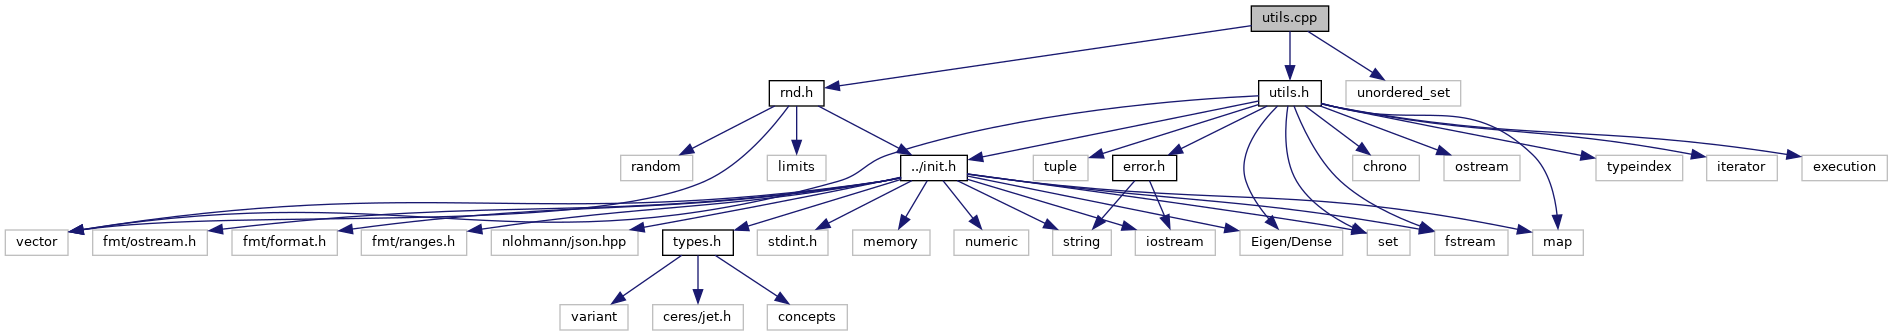 utils.cpp
rnd.h
utils.h
unordered_set
random
limits
../init.h
tuple
error.h
chrono
ostream
typeindex
iterator
execution
vector
fmt/ostream.h
fmt/format.h
fmt/ranges.h
nlohmann/json.hpp
types.h
stdint.h
memory
numeric
string
iostream
Eigen/Dense
set
fstream
map
variant
ceres/jet.h
concepts